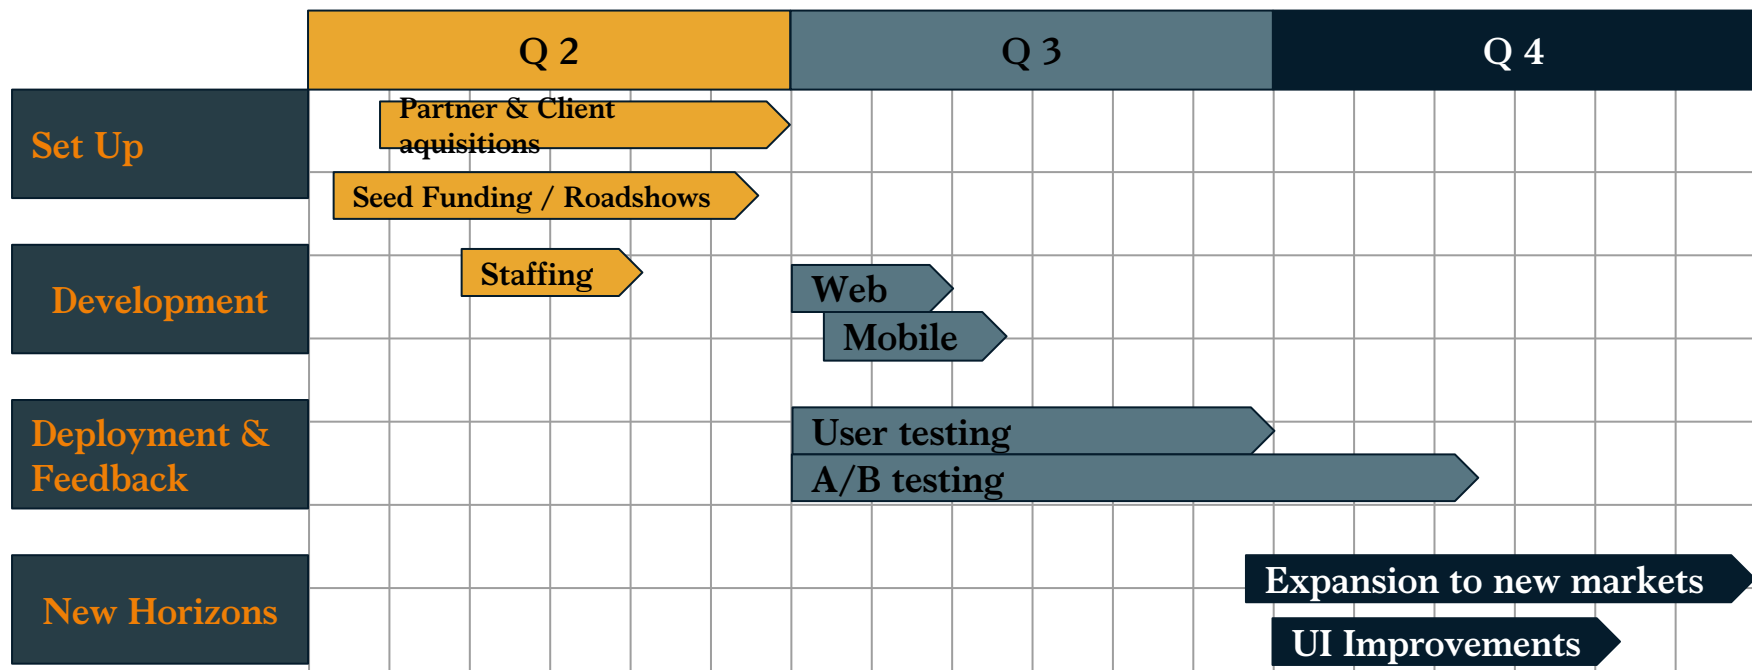 Q 2
Q 3
Q 4
Set Up
Partner & Client
aquisitions
Seed Funding / Roadshows
Development
Staffing
Web
Mobile
Deployment &
Feedback
User testing
A/B testing
New Horizons
Expansion to new markets
UI Improvements